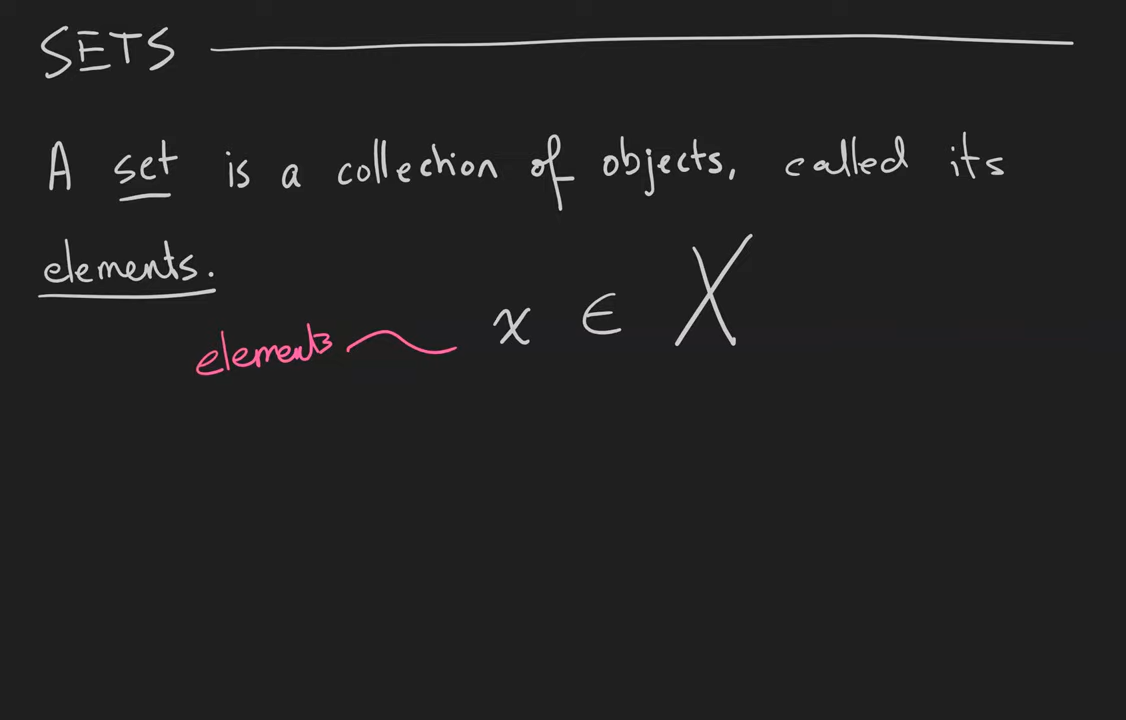 SETS
A set is a collection of objects, called its
elements.
x ∈ X
elements